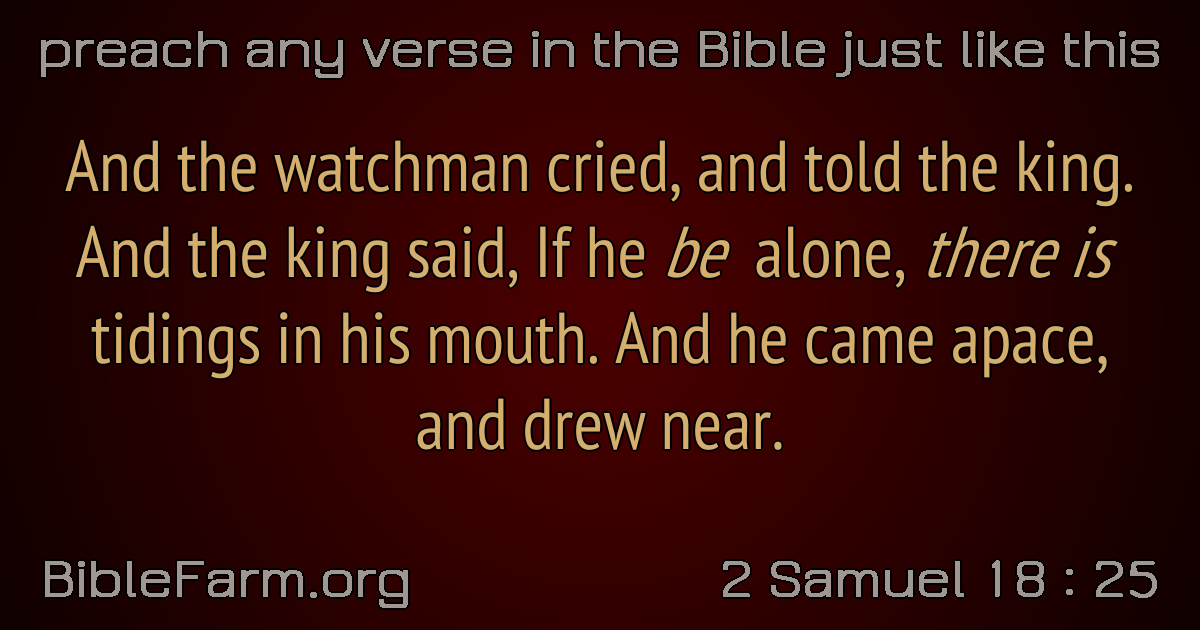 preach any verse in the Bible just like this
And the watchman cried, and told the king.
And the king said, If he be alone, there is
tidings in his mouth. And he came apace,
and drew near.
BibleFarm.org
2 Samuel 18 : 25